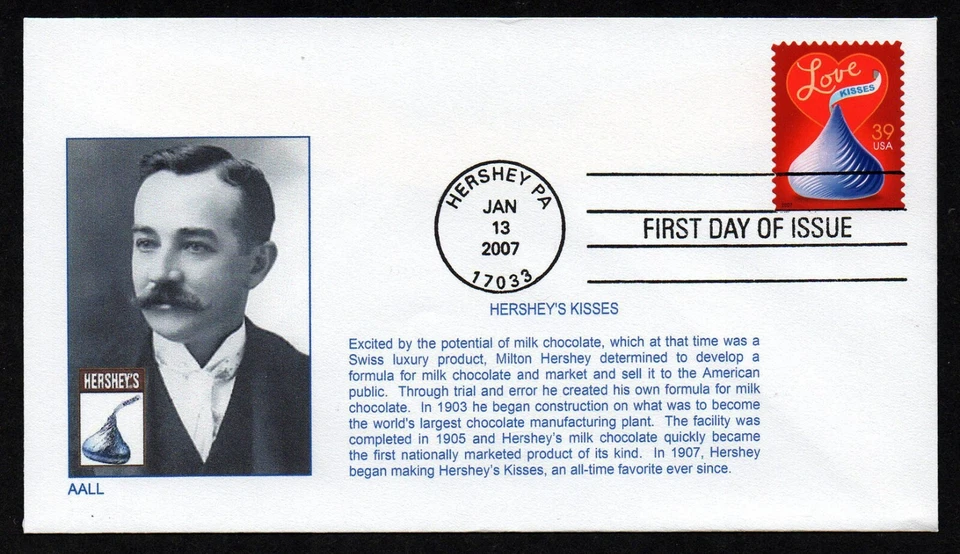 Love
KISSES
39
USA
HERSHEY PA
JAN
13
2007
17033
FIRST DAY OF ISSUE
HERSHEY'S KISSES
Excited by the potential of milk chocolate, which at that time was a
Swiss luxury product, Milton Hershey determined to develop a
formula for milk chocolate and market and sell it to the American
public. Through trial and error he created his own formula for milk
chocolate. In 1903 he began construction on what was to become
the world's largest chocolate manufacturing plant. The facility was
completed in 1905 and Hershey's milk chocolate quickly became
the first nationally marketed product of its kind. In 1907, Hershey
began making Hershey's Kisses, an all-time favorite ever since.
HERSHEY'S
AALL